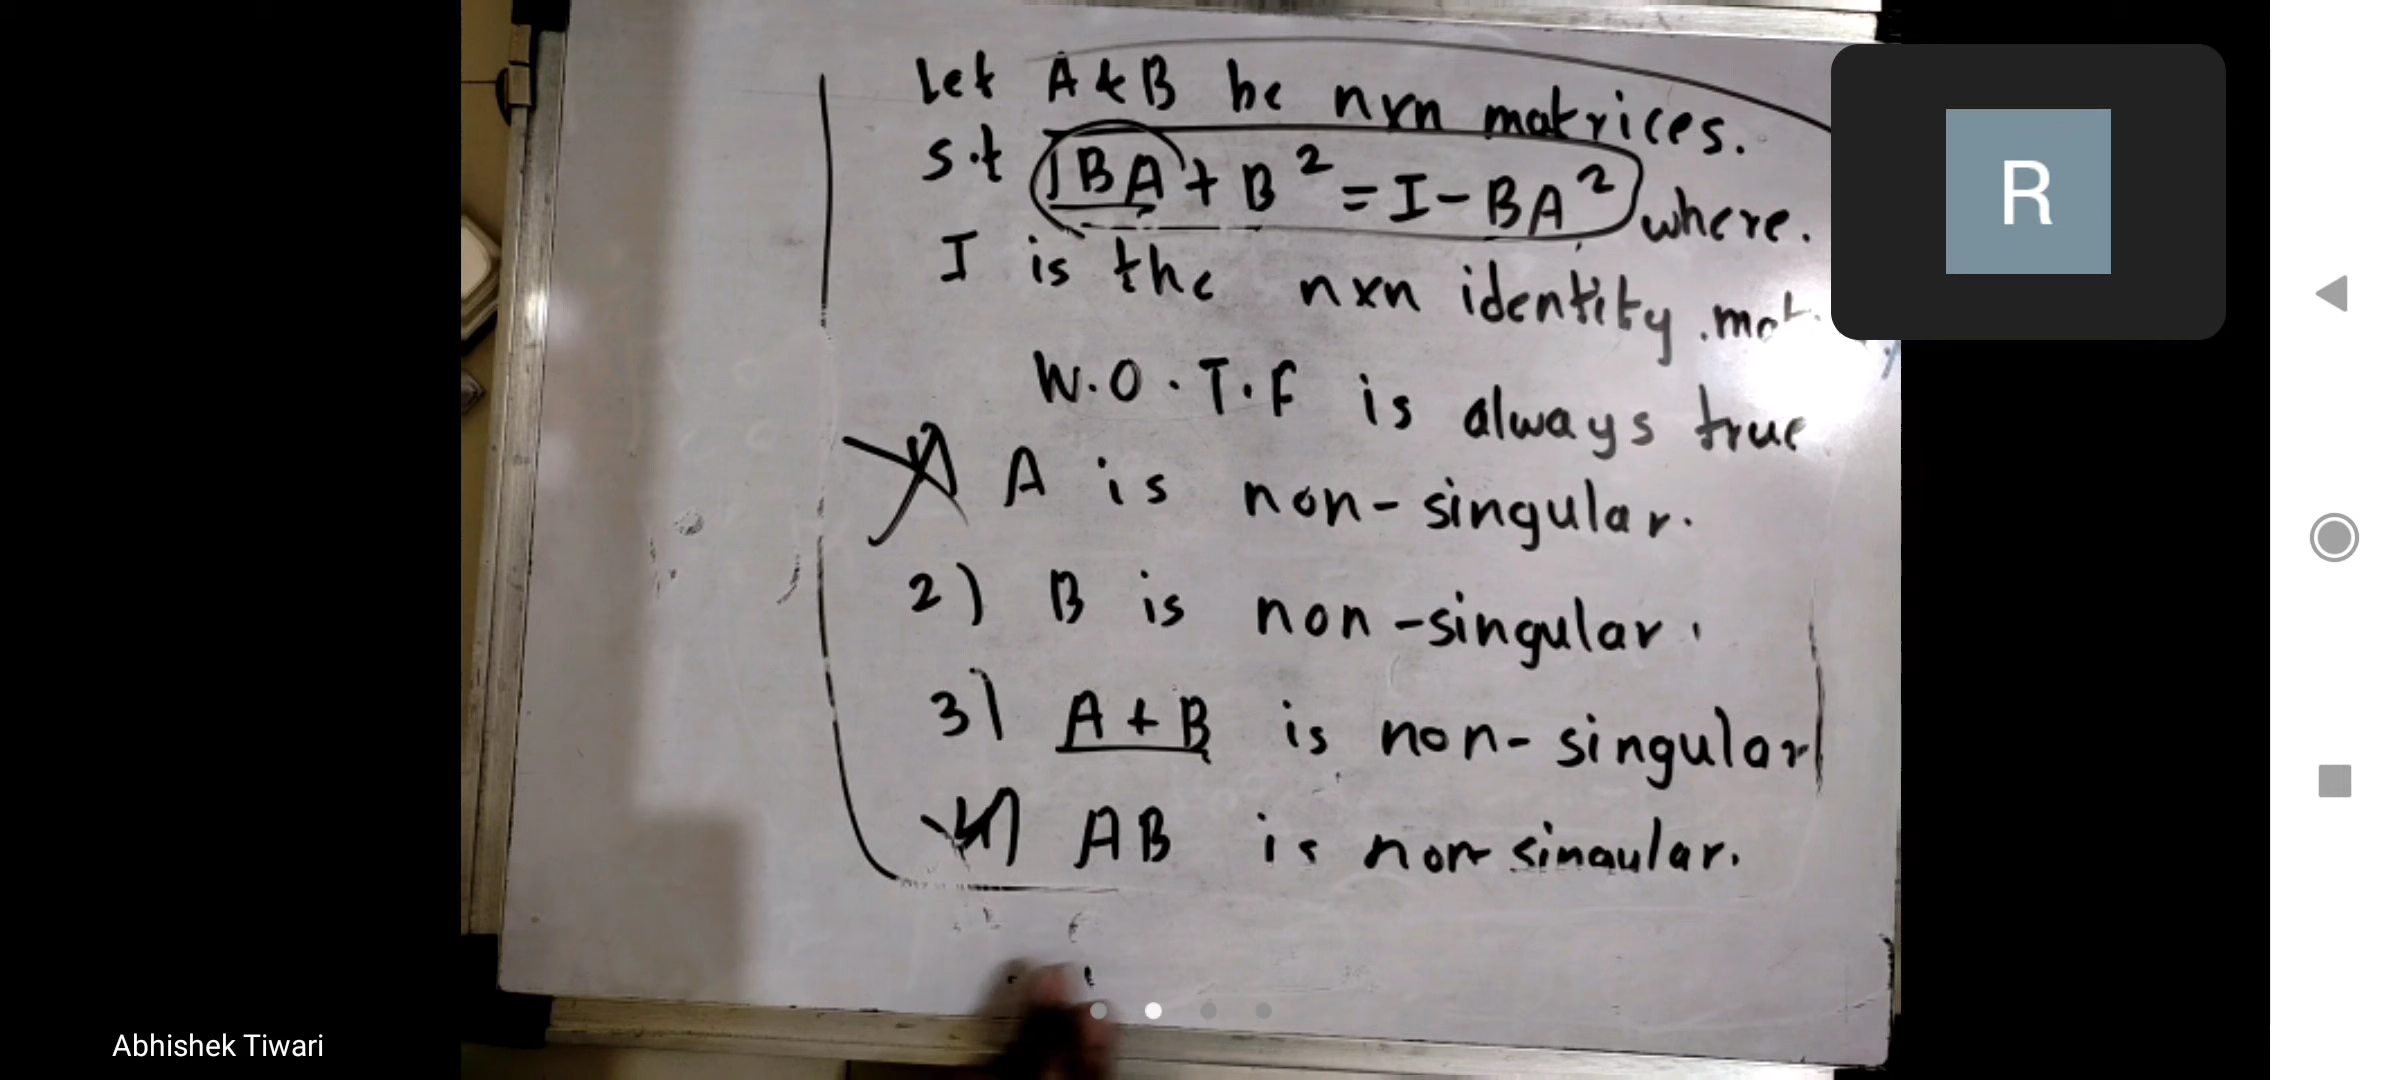 Let A & B be nxn matrices.
s.t BA + B² = I - BA² where.
I is the nxn identity
W.O.T.F is always true
1) A is non-singular.
2) B is non-singular.
3) A + B is non-singular
4) AB is non singular.
R
Abhishek Tiwari